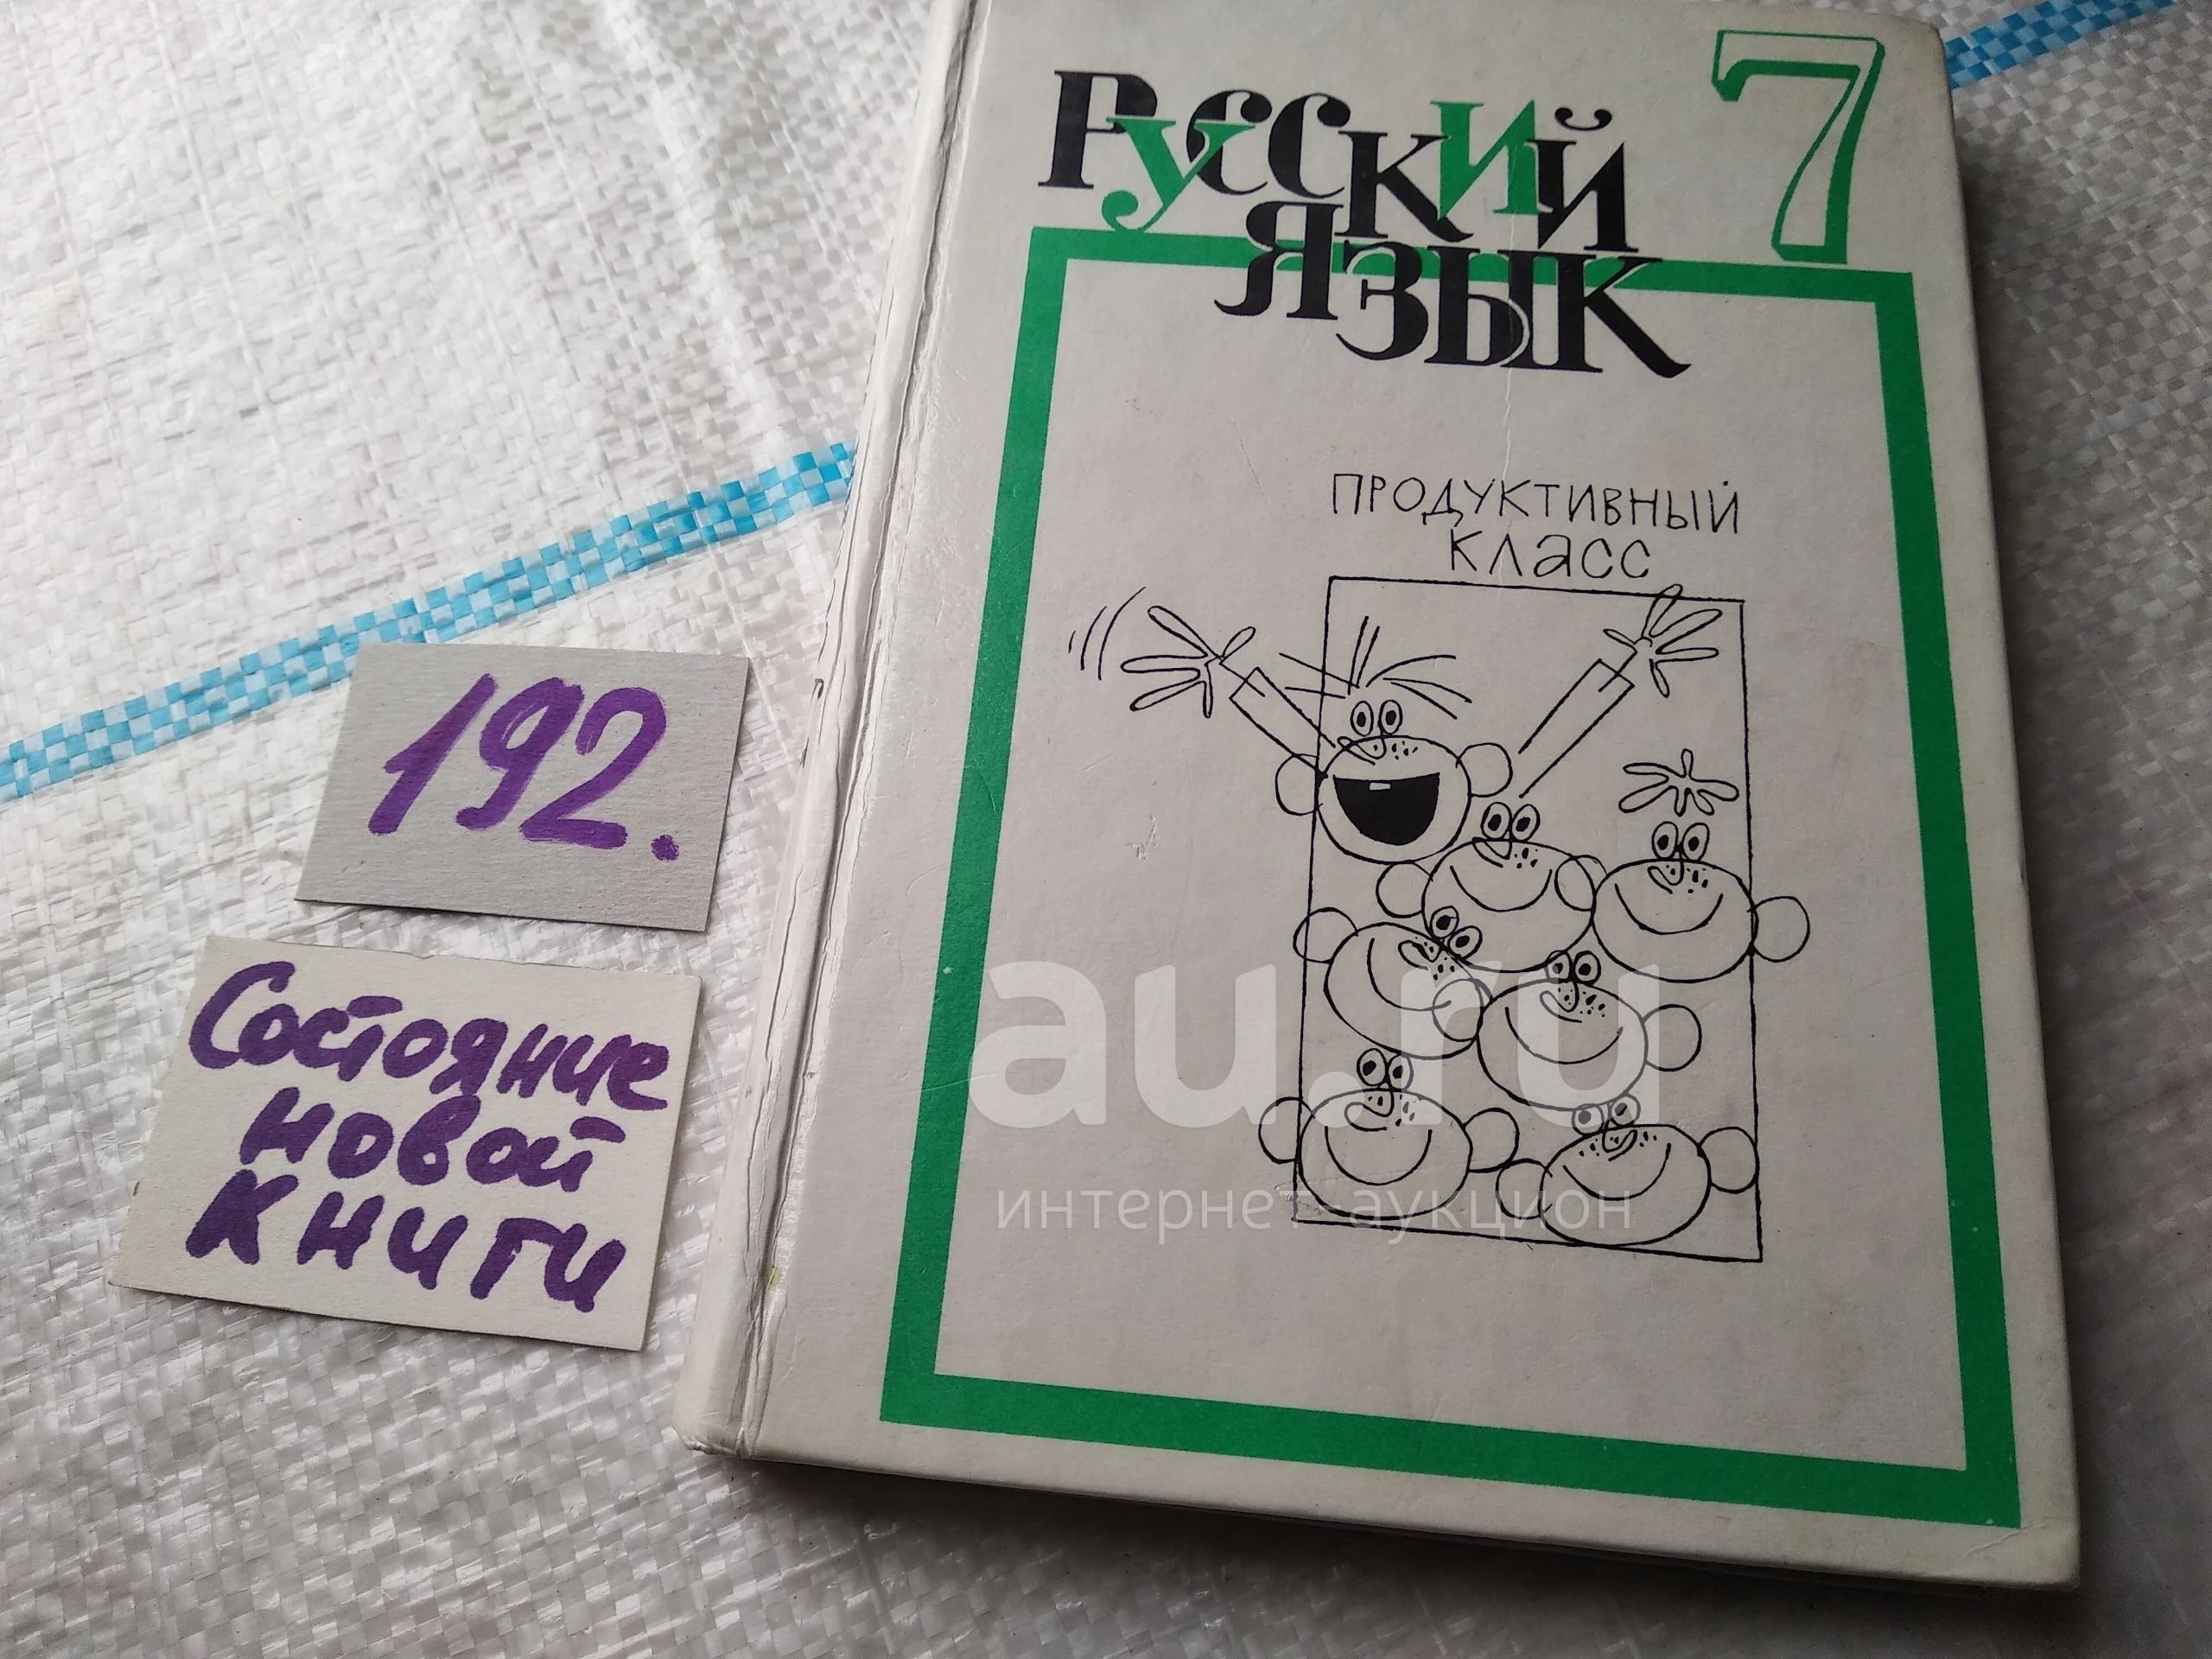 Русский
язык
7
ПРОДУКТИВНЫЙ
КЛасс
192.
Состояние
новой
книги
au.ru
интернет-аукцион